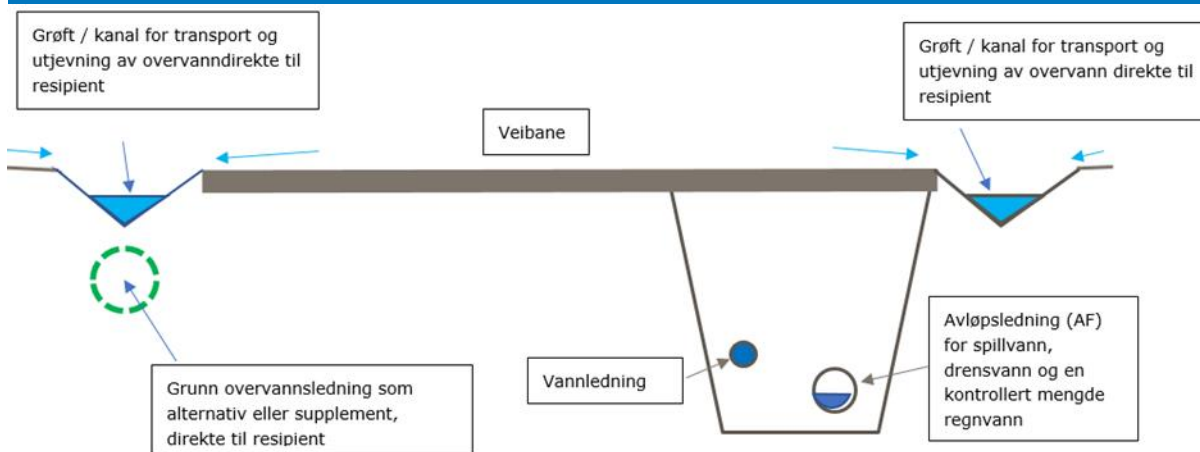 Grøft / kanal for transport og
utjevning av overvanndirekte til
resipient
Grøft / kanal for transport og
utjevning av overvann direkte til
resipient
Veibane
Vannledning
Avløpsledning (AF)
for spillvann,
drensvann og en
kontrollert mengde
regnvann
Grunn overvannsledning som
alternativ eller supplement,
direkte til resipient